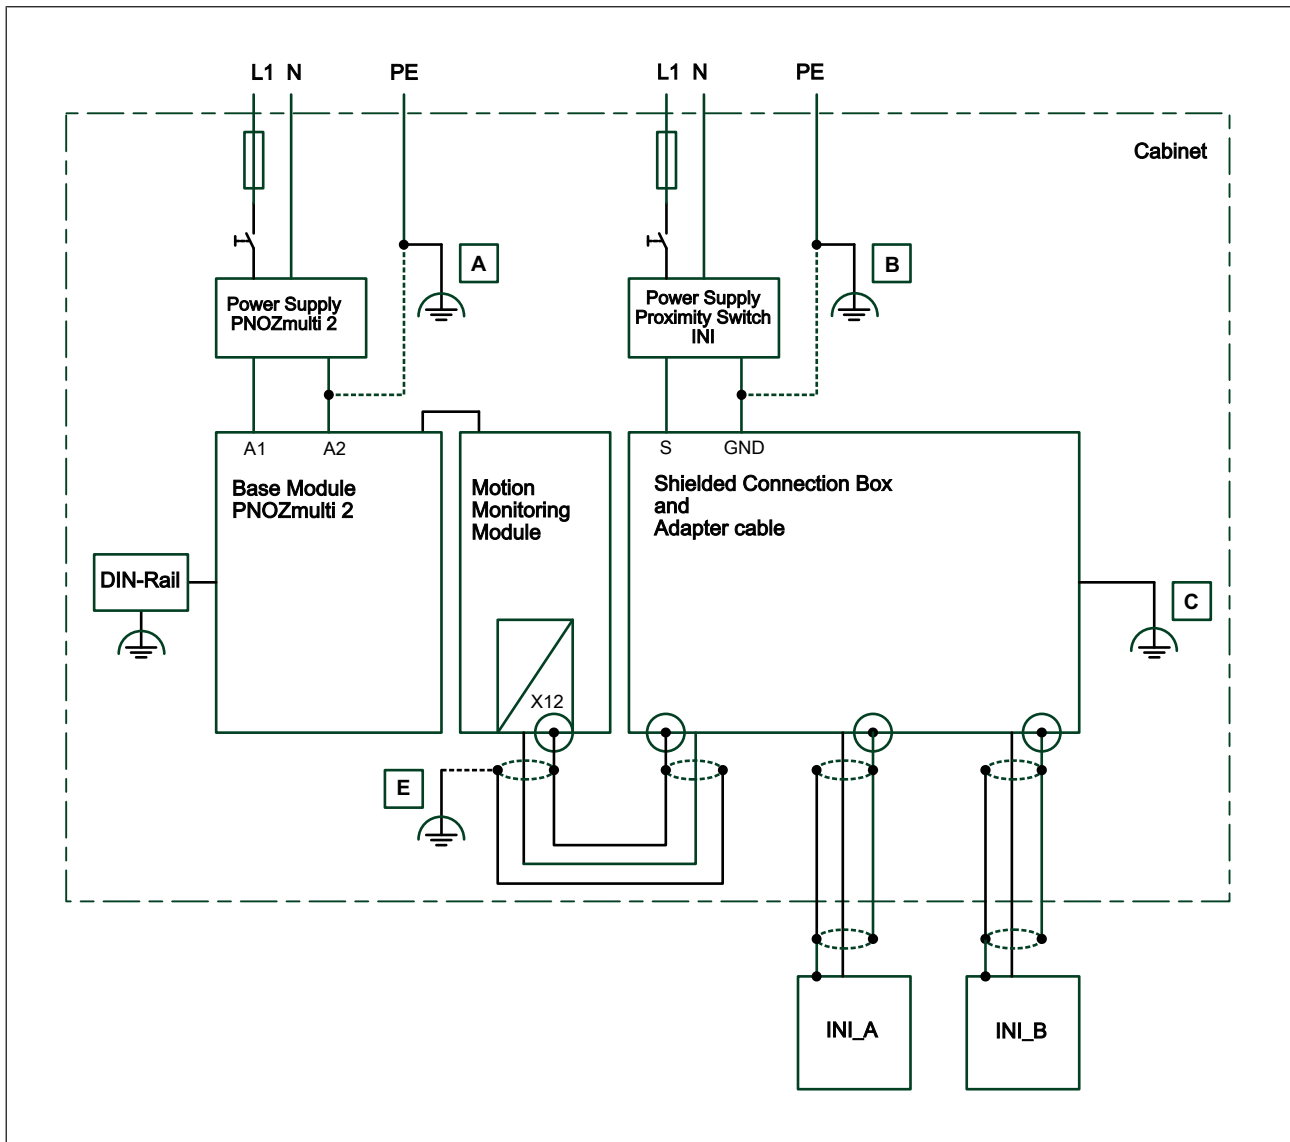 L1 N PE L1 N PE
Cabinet
A
B
Power Supply
PNOZmulti 2
Power Supply
Proximity Switch
INI
A1 A2
S GND
Base Module
PNOZmulti 2
Motion
Monitoring
Module
Shielded Connection Box
and
Adapter cable
DIN-Rail
C
X12
E
INI_A
INI_B